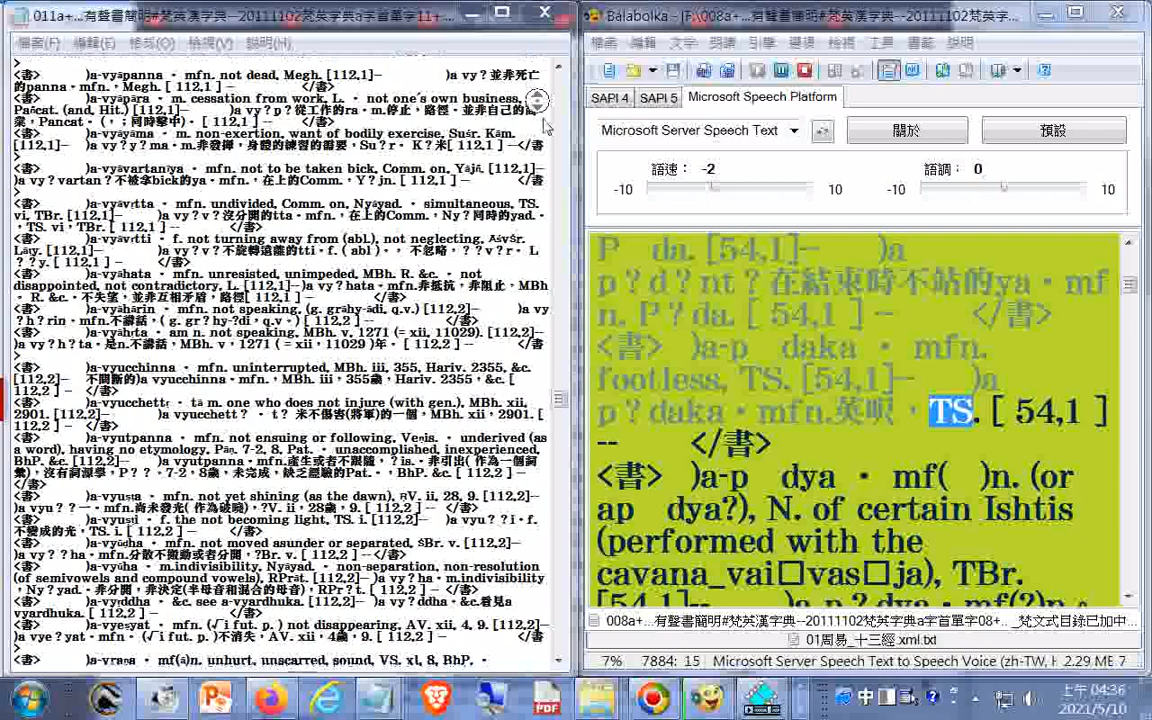 011a+...有聲書簡明#梵英漢字典--20111102梵英字典a字首單字11+...
檔案(F) 編輯(E) 格式(O) 檢視(V) 說明(H)
>
<書> )a-vyāpanna ‧ mfn. not dead, Megh. [112,1]– )a vy?並非死亡
的panna‧mfn.‧Megh. [112,1] </書>
<書> )a-vyāpāra ‧ m. cessation from work, L. ‧ not one's own business,
Pañcat. (and, Hit.) [112,1]– )a vy?p?從工作的ra‧m.停止‧路徑‧並非自己的
業‧Pancat.‧(‧;同時擊中)‧[ 112,1 ] </書>
<書> )a-vyāyāma ‧ m. non-exertion, want of bodily exercise, Suśr. Kām.
[112,1]– )a vy?y?ma‧m.非發揮‧身體的練習的需要‧Su?r‧K?米[112,1 ] </書
>
<書> )a-vyāvartanīya ‧ mfn. not to be taken bick, Comm. on, Yājñ. [112,1]–
)a vy?vartan?不被拿bick的ya‧mfn.‧在上的Comm.‧Y?jn. [ 112,1 ] </書
>
<書> )a-vyāvṛtta ‧ mfn. undivided, Comm. on, Nyāyad. ‧ simultaneous, TS.
vi, TBr. [112,1]– )a vy?v?沒分開的tta‧mfn.‧在上的Comm.‧Ny?同時的yad.‧
‧TS. vi‧TBr.‧[ 112,1 ] </書>
<書> )a-vyāvṛtti ‧ f. not turning away from (abl.), not neglecting, ĀśvŚr.
Lāṭy. [112,1]– )a vy?v?不旋轉遠離的tti‧f.( abl )‧‧不忽略‧??v?r‧L
??y. [ 112,1 ] </書>
<書> )a-vyāhata ‧ mfn. unresisted, unimpeded, MBh. R. &c. ‧ not
disappointed, not contradictory, L. [112,1]– )a vy?hata‧mfn.非抵抗‧非阻止‧MBh
‧R. &c.‧不失望‧並非互相矛盾‧路徑[ 112,1 ] </書>
<書> )a-vyāhārin ‧ mfn. not speaking, (g. grāhy-ādi, q.v.) [112,1]– )a vy
?h?rin‧mfn.不講話‧( g. gr?hy-?di‧q.v‧) [ 112,1 ] </書>
<書> )a-vyāhṛta ‧ am n. not speaking, MBh. v, 1271 (= xii, 11029). [112,2]–
)a vy?h?ta‧是n.不講話‧MBh. v‧1271 ( = xii‧11029 )年‧[ 112,2 ] </書
>
<書> )a-vyucchinna ‧ mfn. uninterrupted, MBh. iii, 355, Hariv. 2355, &c.
[112,2]– 不間斷的)a vyucchinna‧mfn.‧MBh. iii‧355歲‧Hariv. 2355‧&c. [
112,2 ] </書>
<書> )a-vyucchettṛ ‧ tā m. one who does not injure (with gen.), MBh. xii,
2901. [112,2]– )a vyucchett?‧t?米不傷害(將軍)的一個‧MBh. xii‧2901. [
112,2 ] </書>
<書> )a-vyutpanna ‧ mfn. not ensuing or following, Veṇis. ‧ underived (as
a word), having no etymology, Pāṇ. 7-2, 8, Pat. ‧ unaccomplished, inexperienced,
BhP. &c. [112,2]– )a vyutpanna‧mfn.產生或者不跟隨‧?is.‧非引出( 作為一個詞
彙)‧沒有詞源學‧P??‧7-2‧8歲‧未完成‧缺乏經驗的Pat.‧‧BhP. &c. [ 112,2 ]
</書>
<書> )a-vyuṣṭa ‧ mfn. not yet shining (as the dawn), ṚV. ii, 28, 9. [112,2]–
)a vyu??a‧mfn.尚未發光( 作為破曉)‧?V. ii‧28歲‧9. [ 112,2 ] </書>
<書> )a-vyuṣṭi ‧ f. the not becoming light, TS. i. [112,2]– )a vyu??i‧f.
不變成的光‧TS. i. [ 112,2 ] </書>
<書> )a-vyūḍha ‧ mfn. not moved asunder or separated, ŚBr. v. [112,2]–
)a vy??ha‧mfn.分散不搬動或者分開‧?Br. v. [ 112,2 ] </書>
<書> )a-vyūha ‧ m.indivisibility, Nyāyad. ‧ non-separation, non-resolution
(of semivowels and compound vowels), RPrāt. [112,2]– )a vy?ha‧m.indivisibility
‧Ny?yad.‧非分開‧非決定(半母音和混合的母音)‧RPr?t. [ 112,2 ] </書>
<書> )a-vyṛddha ‧ &c. see a-vyardhuka. [112,2]– )a vy?ddha‧&c.看見a
vyardhuka. [ 112,2 ] </書>
<書> )a-vyeṣyat ‧ mfn. (√i fut. p. ) not disappearing, AV. xii, 4, 9. [112,2]–
)a vye?yat‧mfn‧(√i fut. p. )不消失‧AV. xii‧4歲‧9. [ 112,2 ] </書>
<書> )a-vraṇa ‧ mf(ā)n. unhurt, unscarred, sound, VS. xl, 8, BhP. ‧
Balabolka - [F:\008a+...有聲書簡明#梵英漢字典--20111102梵英字...
檔案 編輯 文字 朗讀 引擎 選項 檢視 工具 書籤 說明
SAPI 4 SAPI 5 Microsoft Speech Platform
Microsoft Server Speech Text 關於 預設
語速: -2 語調: 0
-10 10 -10 10
P da. [54,1]– )a
p?d?nt?在結束時不站的ya‧mf
n. P?da. [ 54,1 ] – </書>
<書> )a-p daka ‧ mfn.
footless, TS. [54,1]– )a
p?daka‧mfn.英呎‧TS. [ 54,1 ]
-- </書>
<書> )a-p dya ‧ mf( )n. (or
ap dya?), N. of certain Ishtis
(performed with the
cavana_vai□vas□ja), TBr.
[54,1]– )a p?dya‧mf(?)n‧
008a+...有聲書簡明#梵英漢字典--20111102梵英字典a字首單字08+..._梵文式目錄已加中...
01周易_十三經.xml.txt
7% 7884: 15 Microsoft Server Speech Text to Speech Voice (zh-TW, H 2.29 MB 7
PDF 中 上午 04:36
2021/5/10